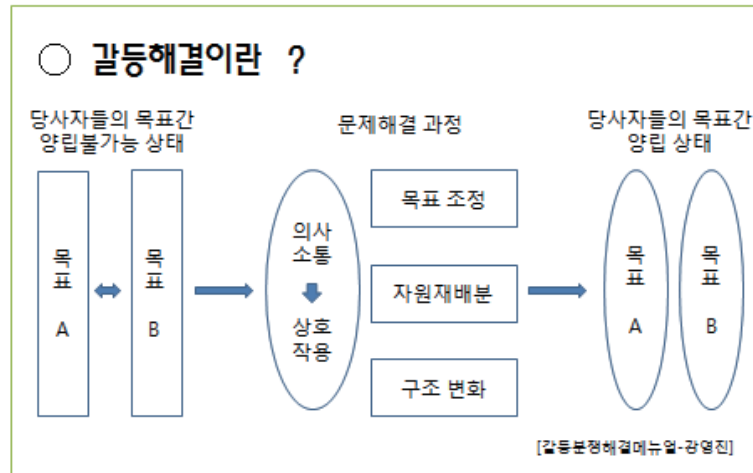 ○ 갈등해결이란 ?
당사자들의 목표간
양립불가능 상태
문제해결 과정
당사자들의 목표간
양립 상태
목표 A
목표 B
의사
소통
상호
작용
목표 조정
자원재배분
구조 변화
목표 A
목표 B
[갈등분쟁해결메뉴얼-강영진]